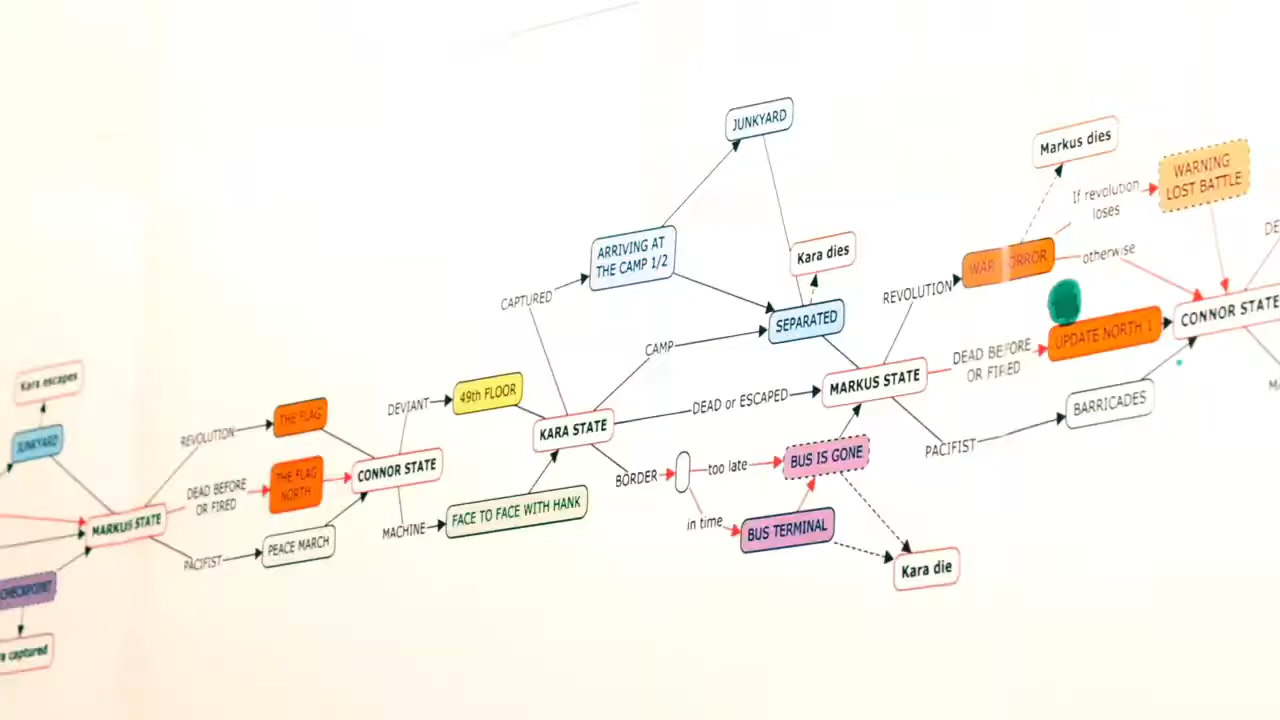 Kara escapes
JUNKYARD
MARKUS STATE
CHECKPOINT
captured
REVOLUTION
THE FLAG
DEAD BEFORE
OR FIRED
THE FLAG
NORTH
PACIFIST
PEACE MARCH
CONNOR STATE
DEVIANT
49th FLOOR
MACHINE
FACE TO FACE WITH HANK
KARA STATE
CAPTURED
ARRIVING AT
THE CAMP 1/2
JUNKYARD
CAMP
SEPARATED
Kara dies
DEAD or ESCAPED
BORDER
too late
BUS IS GONE
in time
BUS TERMINAL
Kara die
MARKUS STATE
REVOLUTION
WAR HORROR
Markus dies
If revolution
loses
WARNING
LOST BATTLE
otherwise
DEAD BEFORE
OR FIRED
UPDATE NORTH 1
PACIFIST
BARRICADES
CONNOR STATE